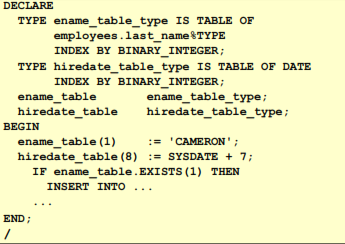 DECLARE
  TYPE ename_table_type IS TABLE OF
       employees.last_name%TYPE
       INDEX BY BINARY_INTEGER;
  TYPE hiredate_table_type IS TABLE OF DATE
       INDEX BY BINARY_INTEGER;
  ename_table      ename_table_type;
  hiredate_table   hiredate_table_type;
BEGIN
  ename_table(1)    := 'CAMERON';
  hiredate_table(8) := SYSDATE + 7;
    IF ename_table.EXISTS(1) THEN
      INSERT INTO ...
    ...
END;
/